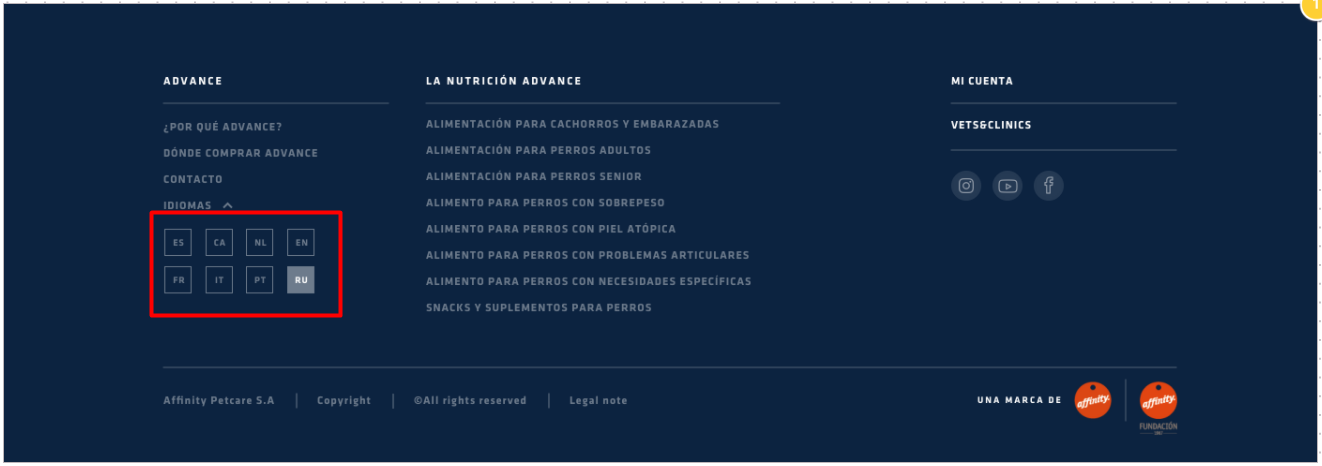 ADVANCE
¿POR QUÉ ADVANCE?
DÓNDE COMPRAR ADVANCE
CONTACTO
IDIOMAS
ES CA NL EN
FR IT PT RU
LA NUTRICIÓN ADVANCE
ALIMENTACIÓN PARA CACHORROS Y EMBARAZADAS
ALIMENTACIÓN PARA PERROS ADULTOS
ALIMENTACIÓN PARA PERROS SENIOR
ALIMENTO PARA PERROS CON SOBREPESO
ALIMENTO PARA PERROS CON PIEL ATÓPICA
ALIMENTO PARA PERROS CON PROBLEMAS ARTICULARES
ALIMENTO PARA PERROS CON NECESIDADES ESPECÍFICAS
SNACKS Y SUPLEMENTOS PARA PERROS
MI CUENTA
VETS&CLINICS
Affinity Petcare S.A | Copyright | ©All rights reserved | Legal note
UNA MARCA DE
affinity
affinity
FUNDACIÓN